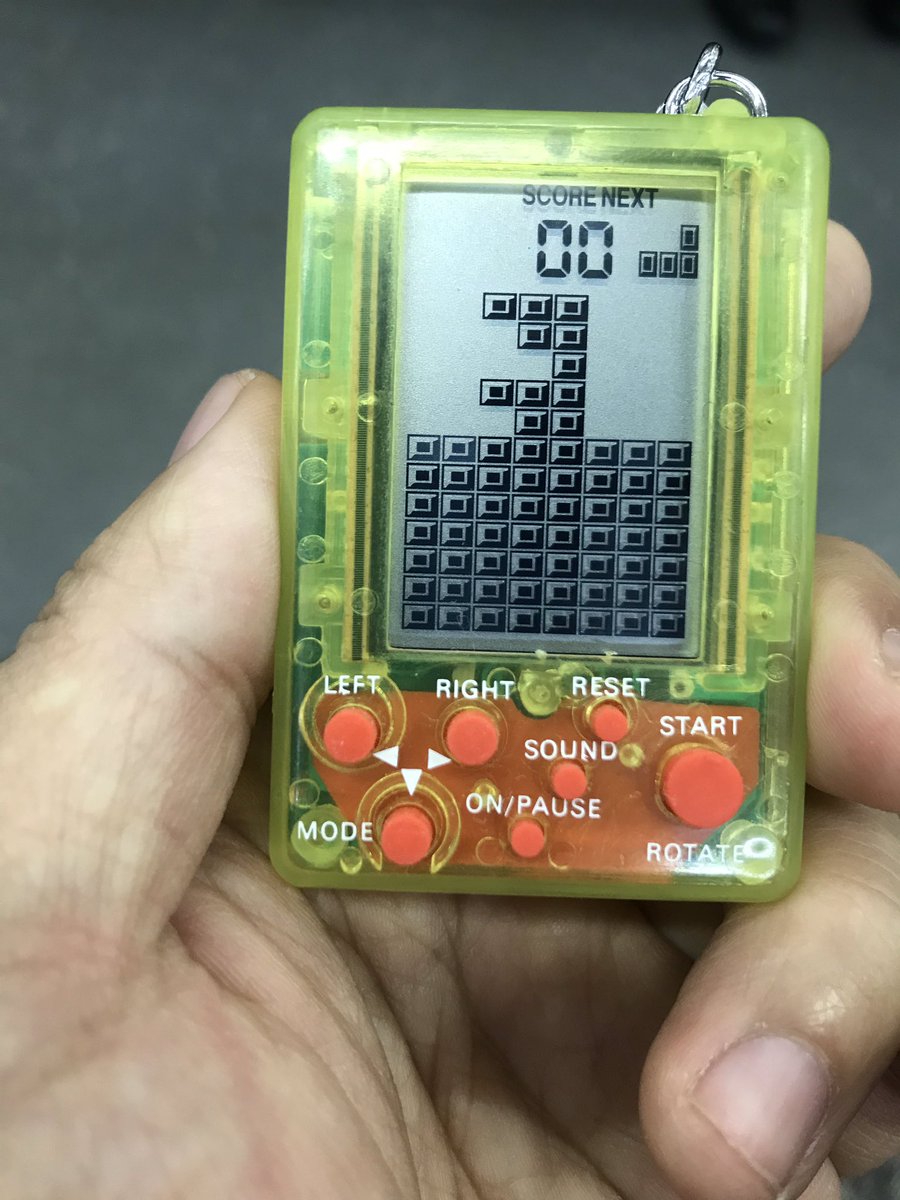 SCORE NEXT
00
LEFT RIGHT RESET
START
SOUND
ON/PAUSE
MODE
ROTATE